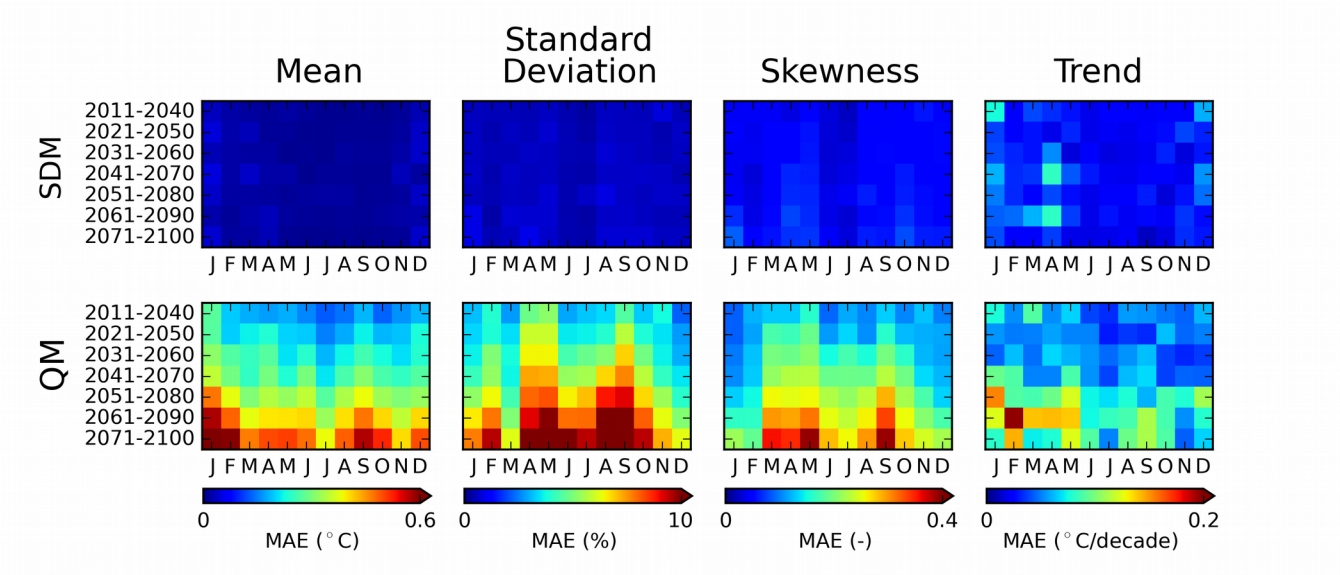 Mean
Standard
Deviation
Skewness
Trend
SDM
2011-2040
2021-2050
2031-2060
2041-2070
2051-2080
2061-2090
2071-2100
J F M A M J J A S O N D
J F M A M J J A S O N D
J F M A M J J A S O N D
J F M A M J J A S O N D
QM
2011-2040
2021-2050
2031-2060
2041-2070
2051-2080
2061-2090
2071-2100
J F M A M J J A S O N D
J F M A M J J A S O N D
J F M A M J J A S O N D
J F M A M J J A S O N D
0 0.6
MAE (°C)
0 10
MAE (%)
0 0.4
MAE (-)
0 0.2
MAE (°C/decade)